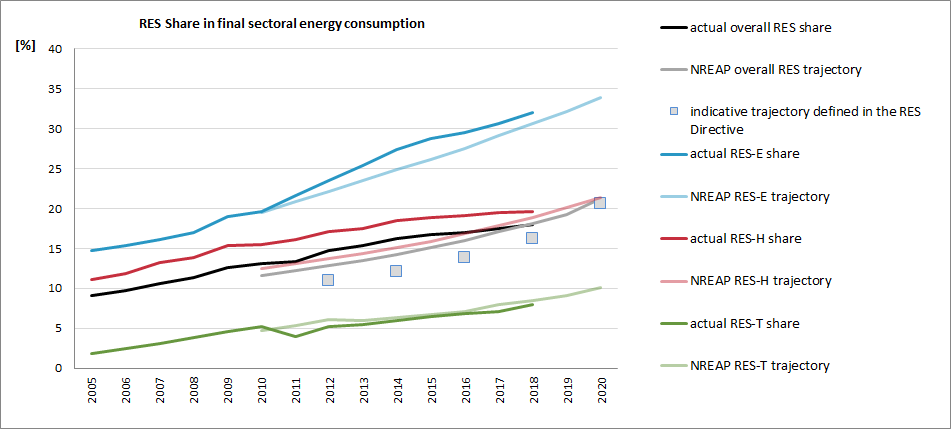 RES Share in final sectoral energy consumption
[%]
40
35
30
25
20
15
10
5
0
2005
2006
2007
2008
2009
2010
2011
2012
2013
2014
2015
2016
2017
2018
2019
2020
actual overall RES share
NREAP overall RES trajectory
indicative trajectory defined in the RES
Directive
actual RES-E share
NREAP RES-E trajectory
actual RES-H share
NREAP RES-H trajectory
actual RES-T share
NREAP RES-T trajectory